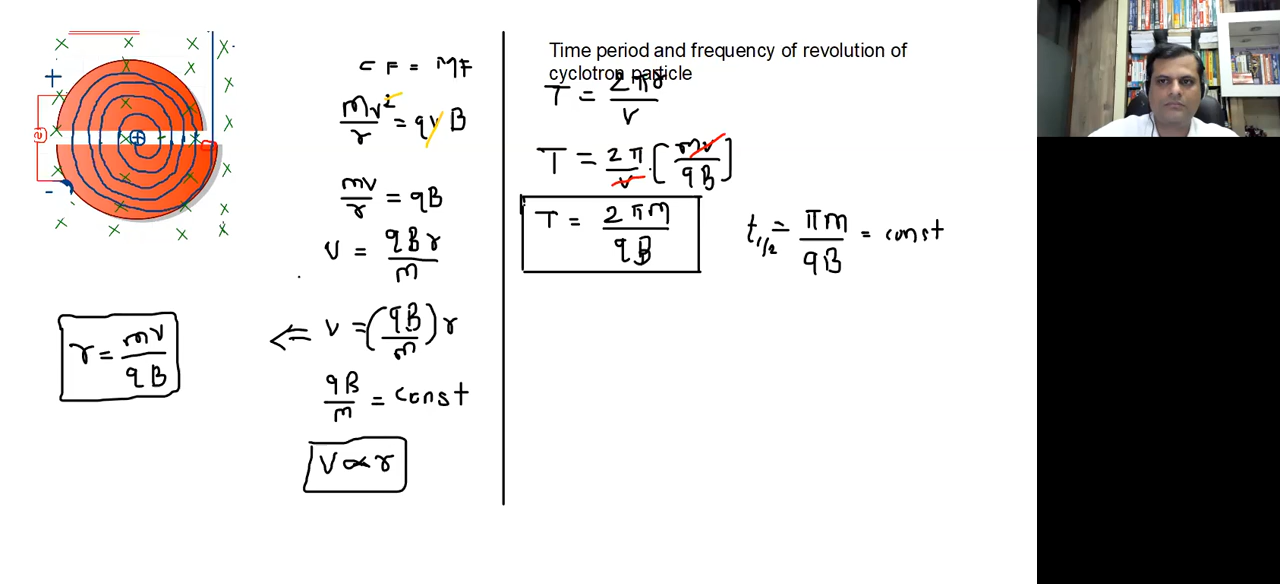 C F = MF
mv²/r = qvB
mv/r = qB
v = qBr/m
⇐ v = (qB/m) r
qB/m = const
v ∝ r
r = mv/qB
Time period and frequency of revolution of
cyclotron particle
T = 2πr/v
T = 2π/v · [mv/qB]
T = 2πm/qB
t1/2 = πm/qB = const